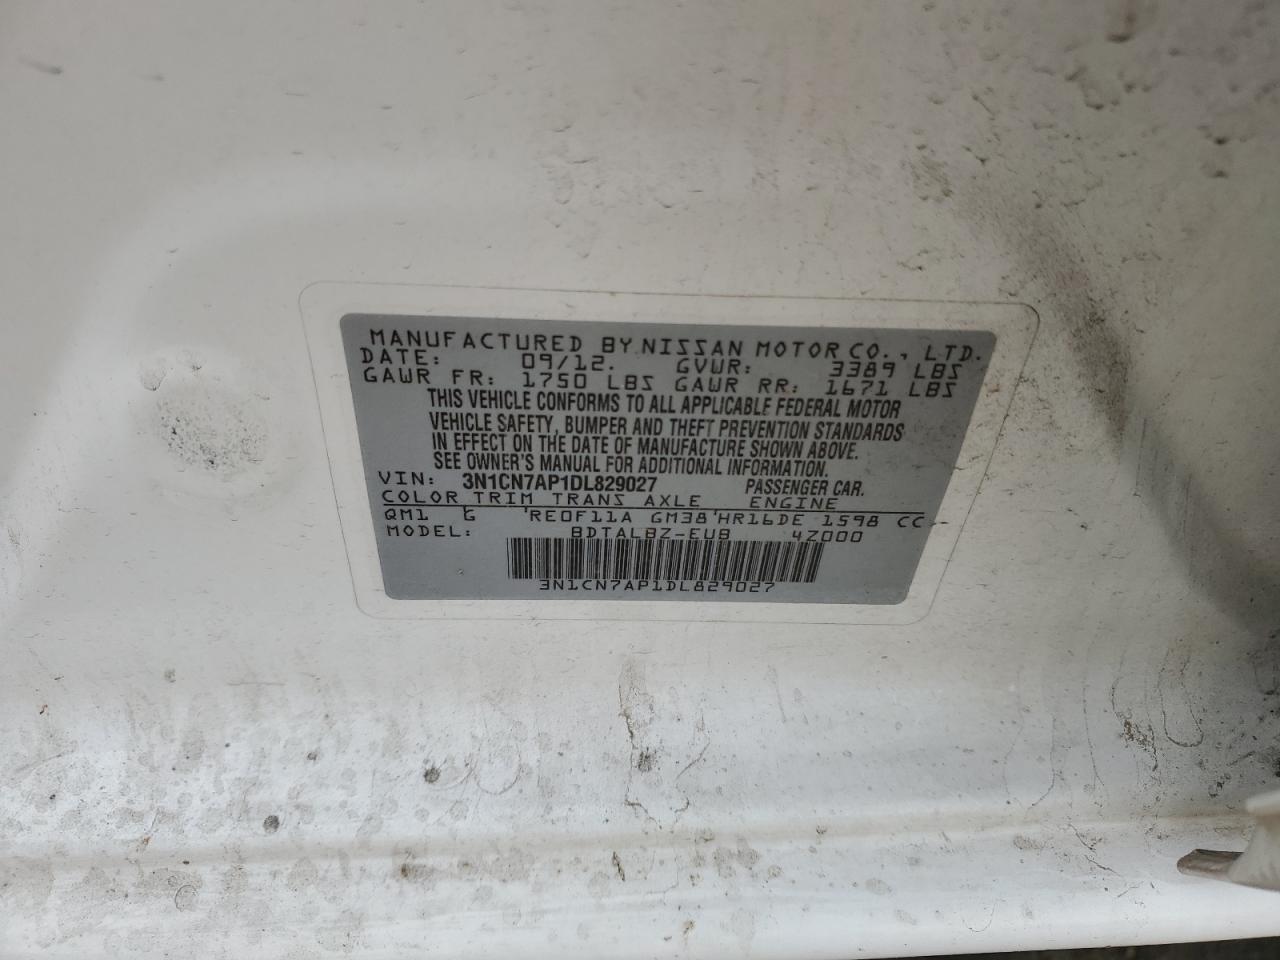 MANUFACTURED BY NISSAN MOTOR CO., LTD.
DATE: 09/12. GVWR: 3389 LBS
GAWR FR: 1750 LBS GAWR RR: 1671 LBS
THIS VEHICLE CONFORMS TO ALL APPLICABLE FEDERAL MOTOR
VEHICLE SAFETY, BUMPER AND THEFT PREVENTION STANDARDS
IN EFFECT ON THE DATE OF MANUFACTURE SHOWN ABOVE.
SEE OWNER'S MANUAL FOR ADDITIONAL INFORMATION.
VIN: 3N1CN7AP1DL829027 PASSENGER CAR.
COLOR TRIM TRANS AXLE ENGINE
QM1 G RE0F11A GM38 HR16DE 1598 CC
MODEL: BDTALBZ-EUB 4Z000
3N1CN7AP1DL829027